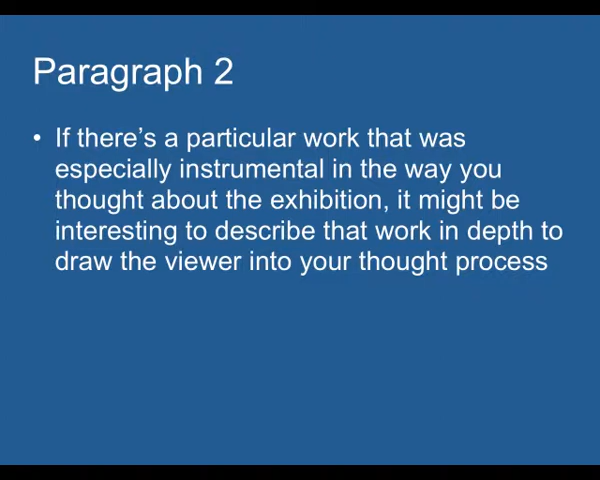 Paragraph 2
• If there’s a particular work that was
especially instrumental in the way you
thought about the exhibition, it might be
interesting to describe that work in depth to
draw the viewer into your thought process